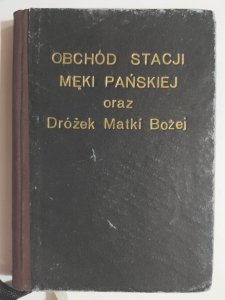 OBCHÓD STACJI
MĘKI PAŃSKIEJ
oraz
Dróżek Matki Bożej